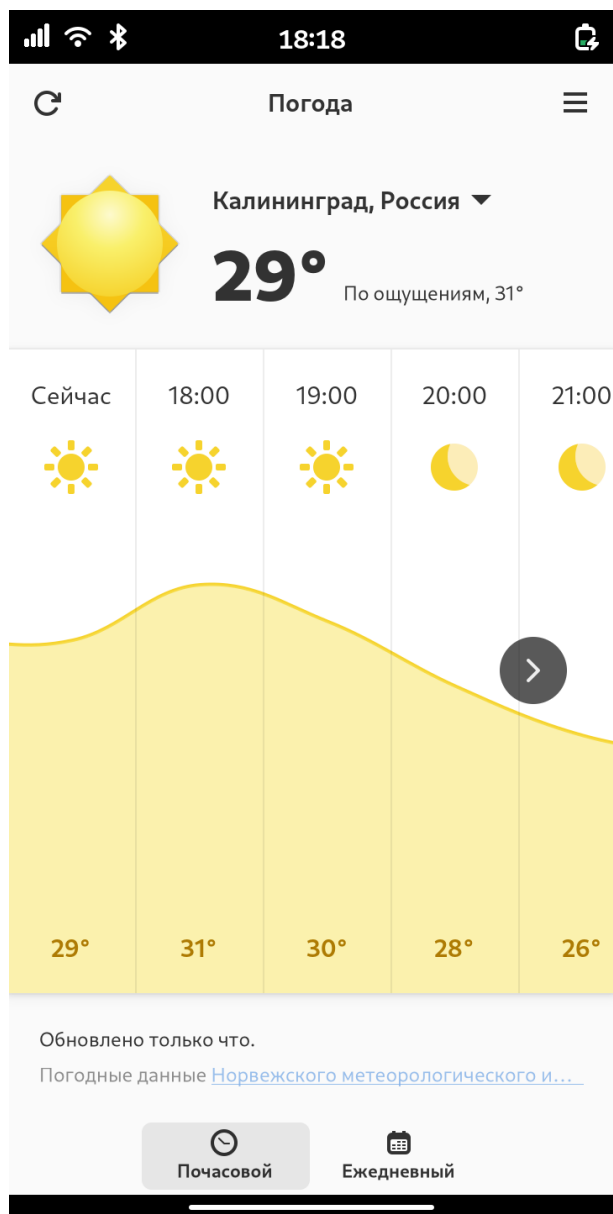 18:18
Погода
Калининград, Россия
29°
По ощущениям, 31°
Сейчас 18:00 19:00 20:00 21:00
29° 31° 30° 28° 26°
Обновлено только что.
Погодные данные Норвежского метеорологического и...
Почасовой Ежедневный